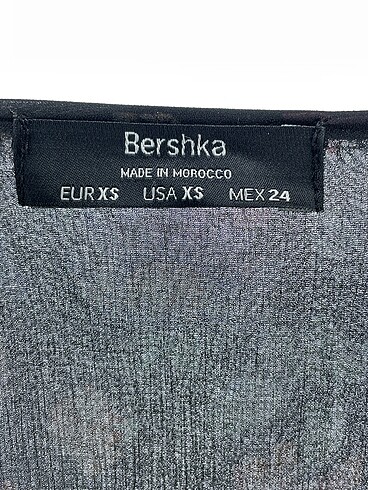 Bershka
MADE IN MOROCCO
EUR XS USA XS MEX 24